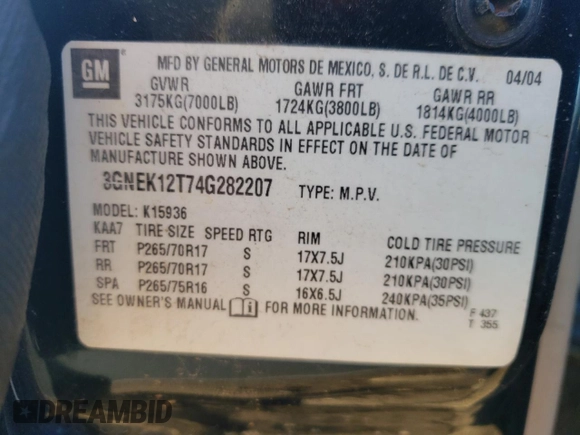 GM
MFD BY GENERAL MOTORS DE MEXICO, S. DE R.L. DE C.V. 04/04
GVWR GAWR FRT GAWR RR
3175KG(7000LB) 1724KG(3800LB) 1814KG(4000LB)
THIS VEHICLE CONFORMS TO ALL APPLICABLE U.S. FEDERAL MOTOR
VEHICLE SAFETY STANDARDS IN EFFECT ON THE DATE OF
MANUFACTURE SHOWN ABOVE.
3GNEK12T74G282207 TYPE: M.P.V.
MODEL: K15936
KAA7 TIRE SIZE SPEED RTG RIM COLD TIRE PRESSURE
FRT P265/70R17 S 17X7.5J 210KPA(30PSI)
RR P265/70R17 S 17X7.5J 210KPA(30PSI)
SPA P265/75R16 S 16X6.5J 240KPA(35PSI)
SEE OWNER'S MANUAL FOR MORE INFORMATION.
F 437
T 355
DREAMBID